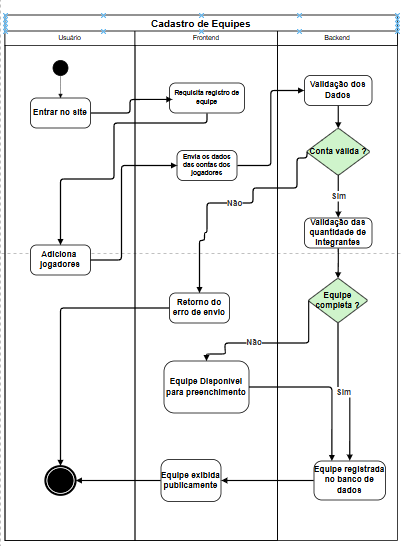 Cadastro de Equipes
Usuário
Frontend
Backend
Entrar no site
Requisita registro de
equipe
Validação dos
Dados
Conta válida ?
Envia os dados
das contas dos
jogadores
Sim
Não
Validação das
quantidade de
integrantes
Adiciona
jogadores
Retorno do
erro de envio
Equipe
completa ?
Não
Equipe Disponivel
para preenchimento
Sim
Equipe exibida
publicamente
Equipe registrada
no banco de
dados